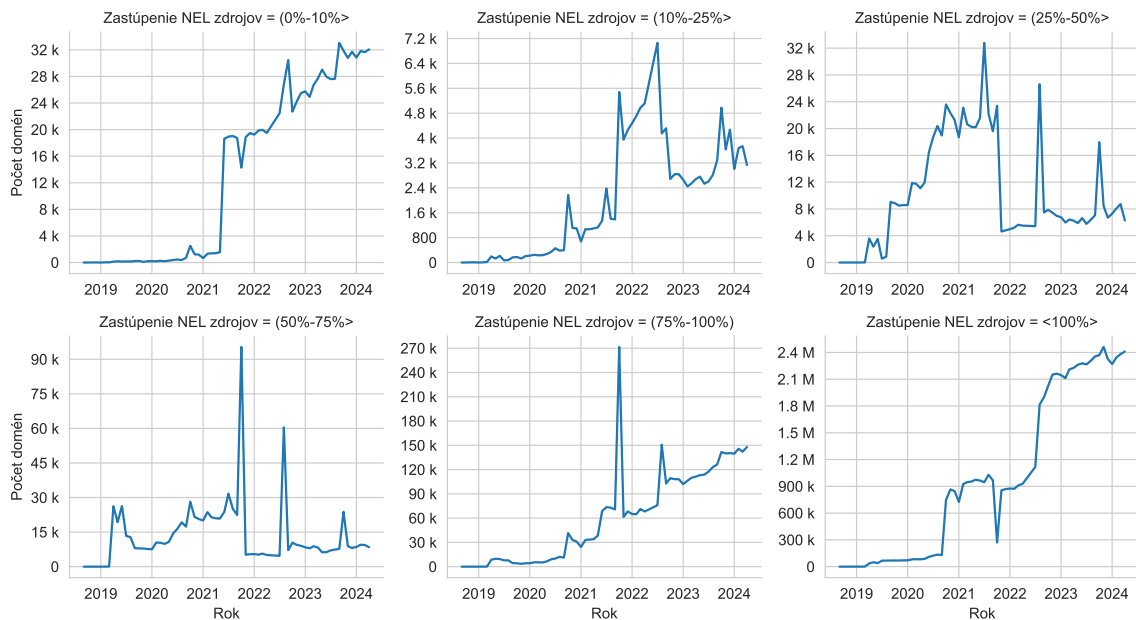 Zastúpenie NEL zdrojov = (0%-10%>
Zastúpenie NEL zdrojov = (10%-25%>
Zastúpenie NEL zdrojov = (25%-50%>
Počet domén
32 k
28 k
24 k
20 k
16 k
12 k
8 k
4 k
0
2019 2020 2021 2022 2023 2024
7.2 k
6.4 k
5.6 k
4.8 k
4 k
3.2 k
2.4 k
1.6 k
800
0
2019 2020 2021 2022 2023 2024
32 k
28 k
24 k
20 k
16 k
12 k
8 k
4 k
0
2019 2020 2021 2022 2023 2024
Zastúpenie NEL zdrojov = (50%-75%>
Zastúpenie NEL zdrojov = (75%-100%)
Zastúpenie NEL zdrojov = <100%>
Počet domén
90 k
75 k
60 k
45 k
30 k
15 k
0
2019 2020 2021 2022 2023 2024
Rok
270 k
240 k
210 k
180 k
150 k
120 k
90 k
60 k
30 k
0
2019 2020 2021 2022 2023 2024
Rok
2.4 M
2.1 M
1.8 M
1.5 M
1.2 M
900 k
600 k
300 k
0
2019 2020 2021 2022 2023 2024
Rok